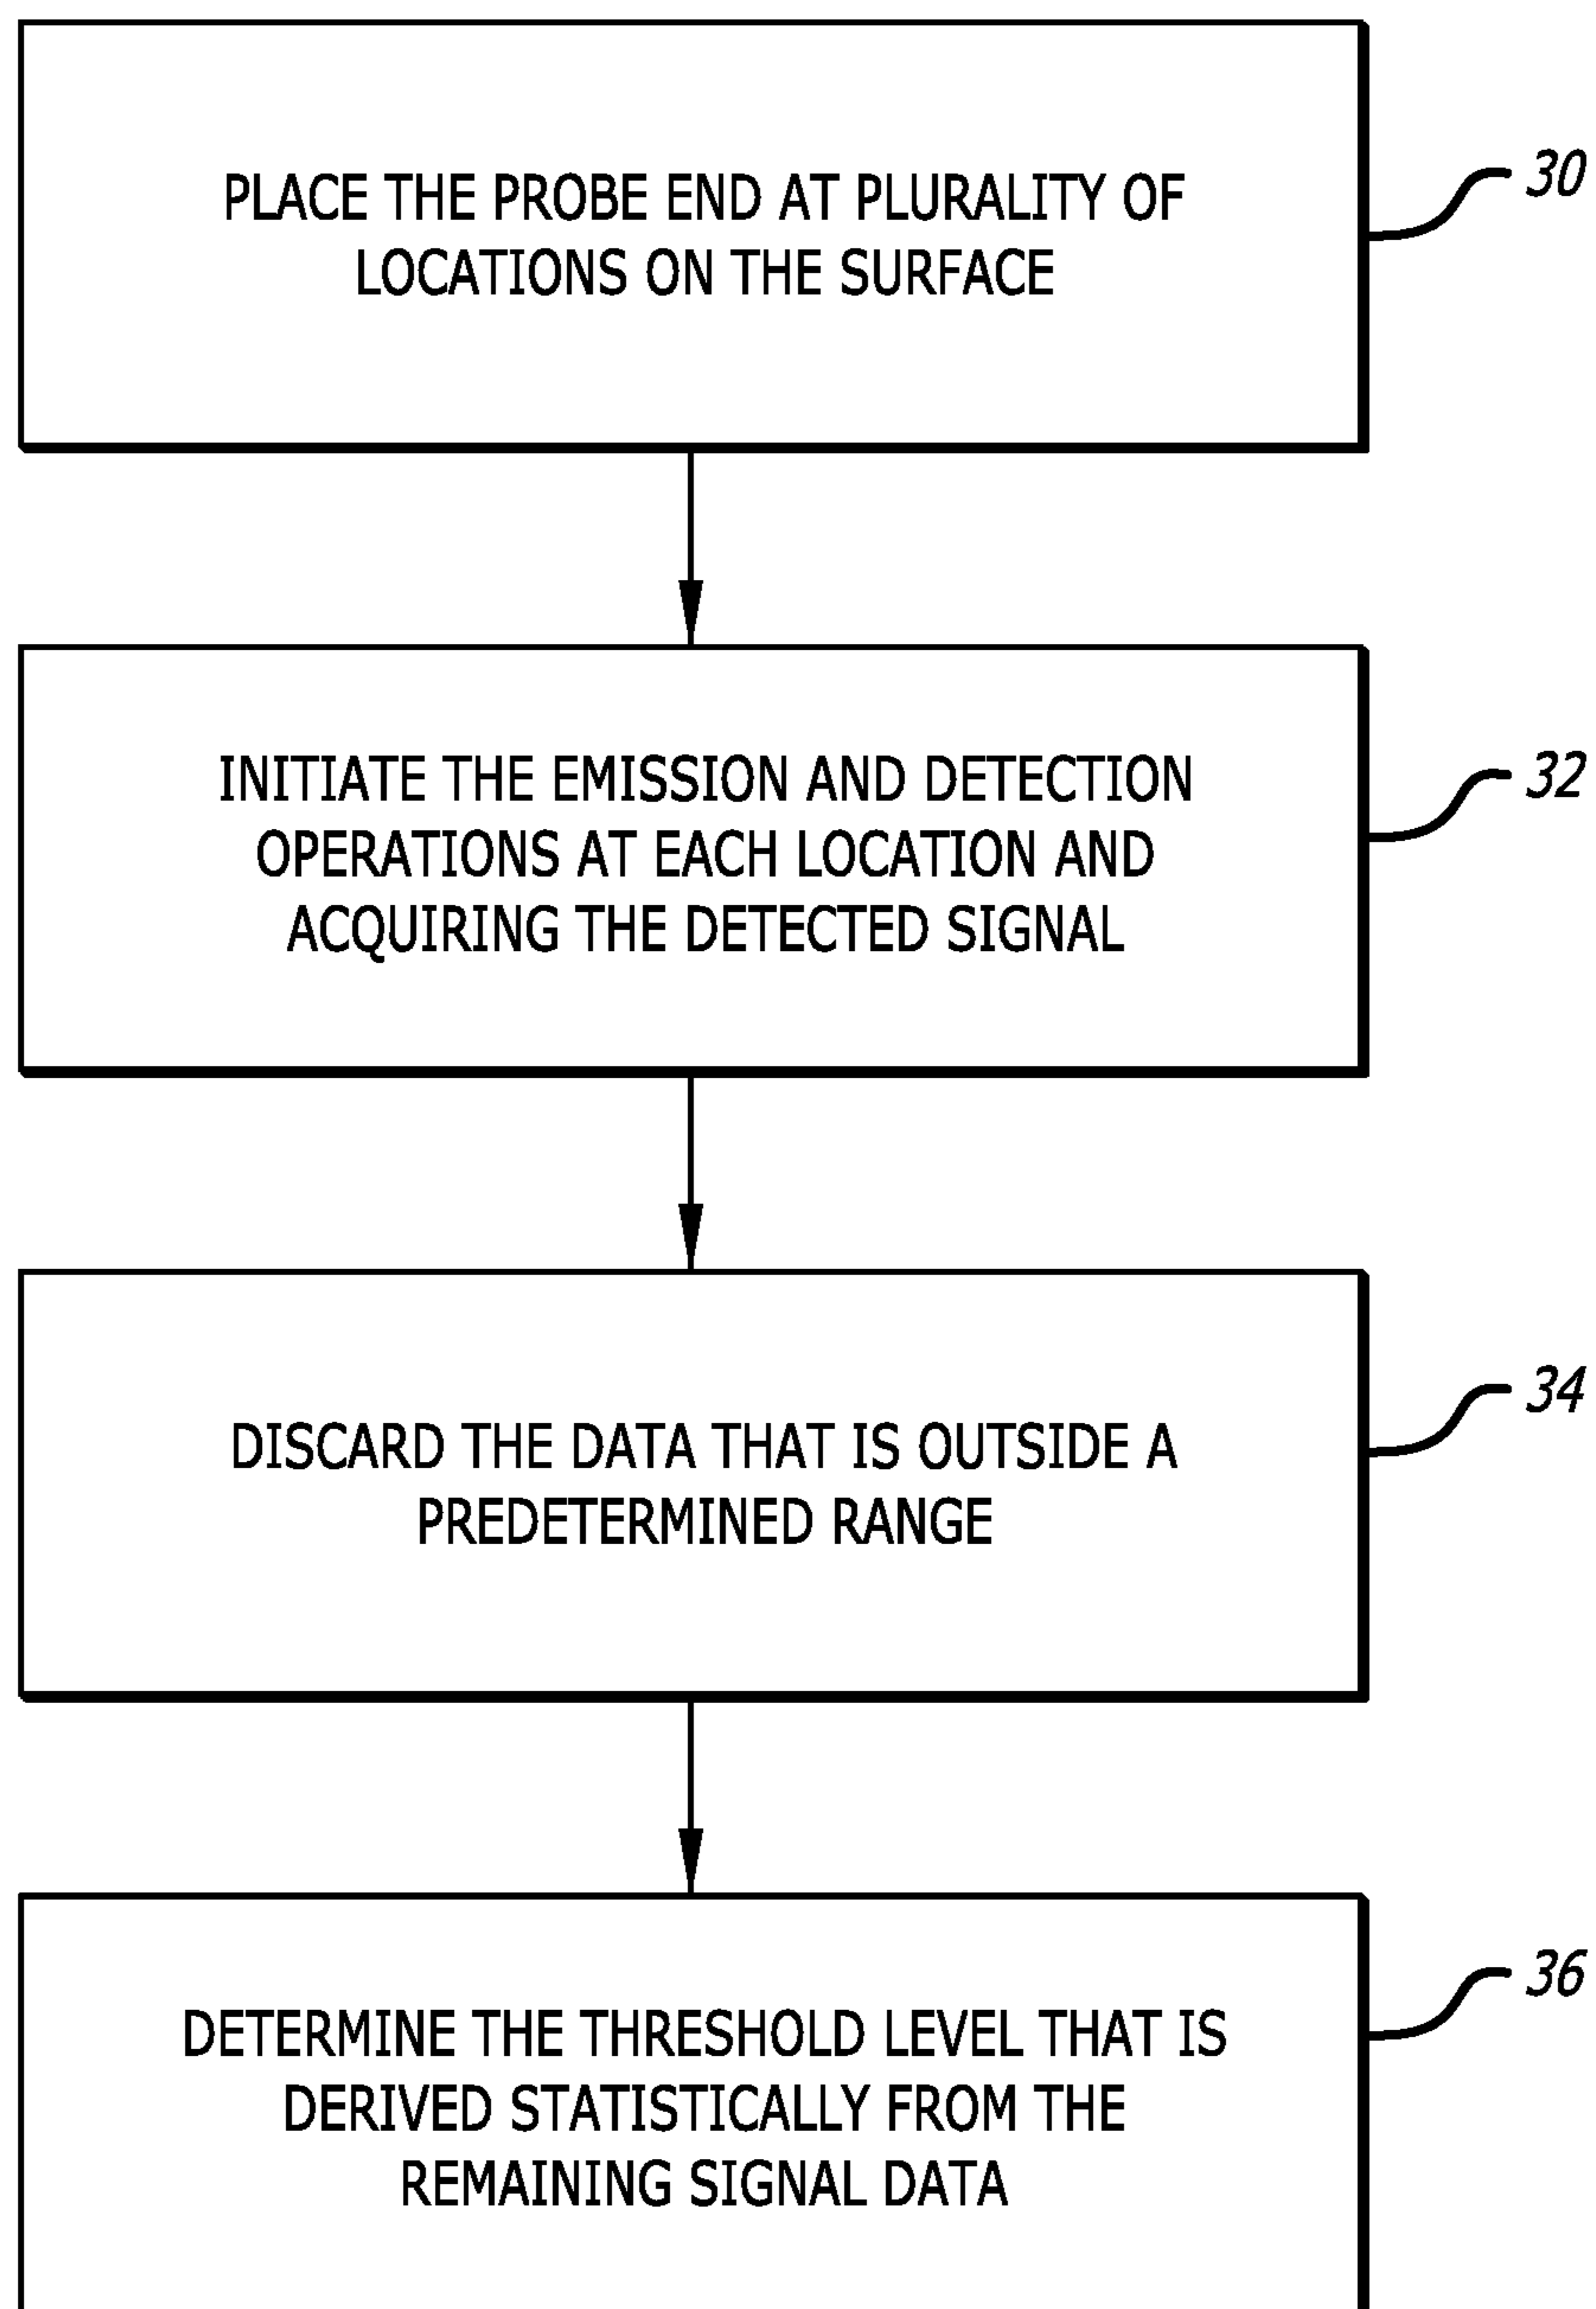 PLACE THE PROBE END AT PLURALITY OF
LOCATIONS ON THE SURFACE
30
INITIATE THE EMISSION AND DETECTION
OPERATIONS AT EACH LOCATION AND
ACQUIRING THE DETECTED SIGNAL
32
DISCARD THE DATA THAT IS OUTSIDE A
PREDETERMINED RANGE
34
DETERMINE THE THRESHOLD LEVEL THAT IS
DERIVED STATISTICALLY FROM THE
REMAINING SIGNAL DATA
36